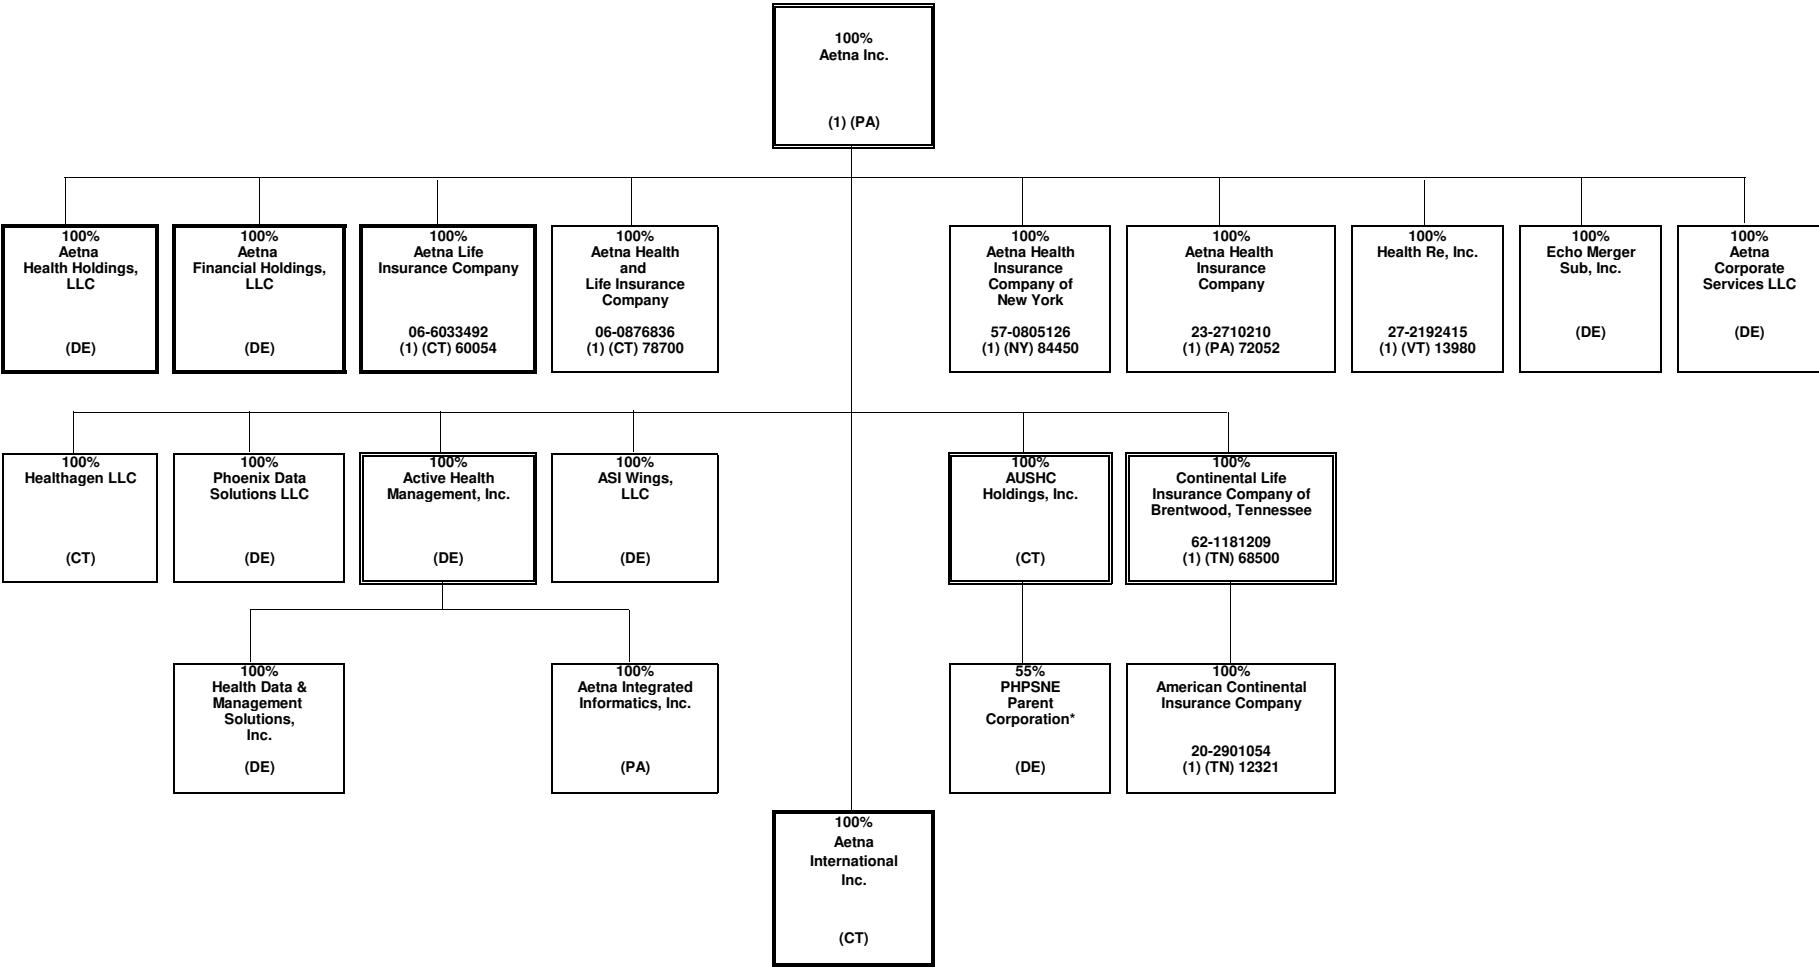 100%
Aetna Inc.
(1) (PA)
100%
Aetna
Health Holdings,
LLC
(DE)
100%
Aetna
Financial Holdings,
LLC
(DE)
100%
Aetna Life
Insurance Company
06-6033492
(1) (CT) 60054
100%
Aetna Health
and
Life Insurance
Company
06-0876836
(1) (CT) 78700
100%
Aetna Health
Insurance
Company of
New York
57-0805126
(1) (NY) 84450
100%
Aetna Health
Insurance
Company
23-2710210
(1) (PA) 72052
100%
Health Re, Inc.
27-2192415
(1) (VT) 13980
100%
Echo Merger
Sub, Inc.
(DE)
100%
Aetna
Corporate
Services LLC
(DE)
100%
Healthagen LLC
(CT)
100%
Phoenix Data
Solutions LLC
(DE)
100%
Active Health
Management, Inc.
(DE)
100%
ASI Wings,
LLC
(DE)
100%
AUSHC
Holdings, Inc.
(CT)
100%
Continental Life
Insurance Company of
Brentwood, Tennessee
62-1181209
(1) (TN) 68500
100%
Health Data &
Management
Solutions,
Inc.
(DE)
100%
Aetna Integrated
Informatics, Inc.
(PA)
55%
PHPSNE
Parent
Corporation*
(DE)
100%
American Continental
Insurance Company
20-2901054
(1) (TN) 12321
100%
Aetna
International
Inc.
(CT)